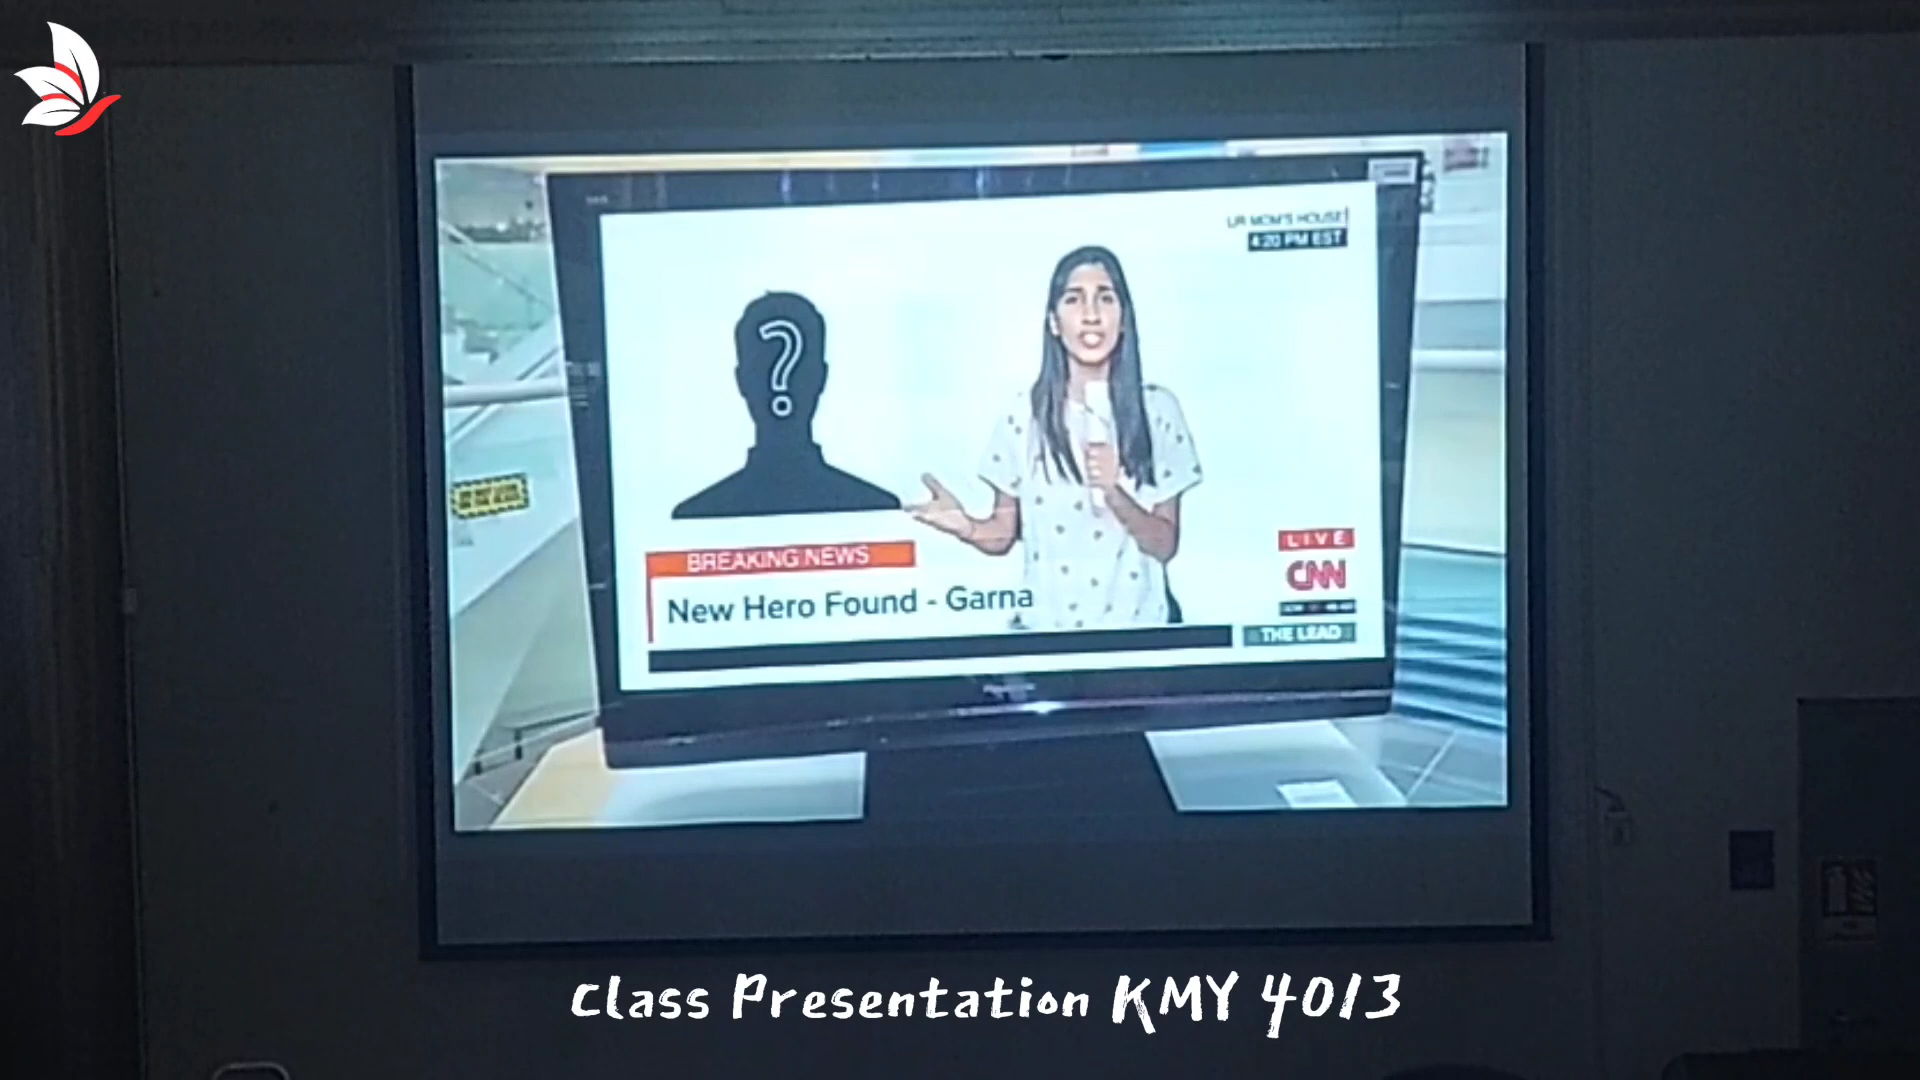 UR MOM'S HOUSE
4:20 PM EST
?
BREAKING NEWS
New Hero Found - Garna
LIVE
CNN
THE LEAD
Class Presentation KMY 4013